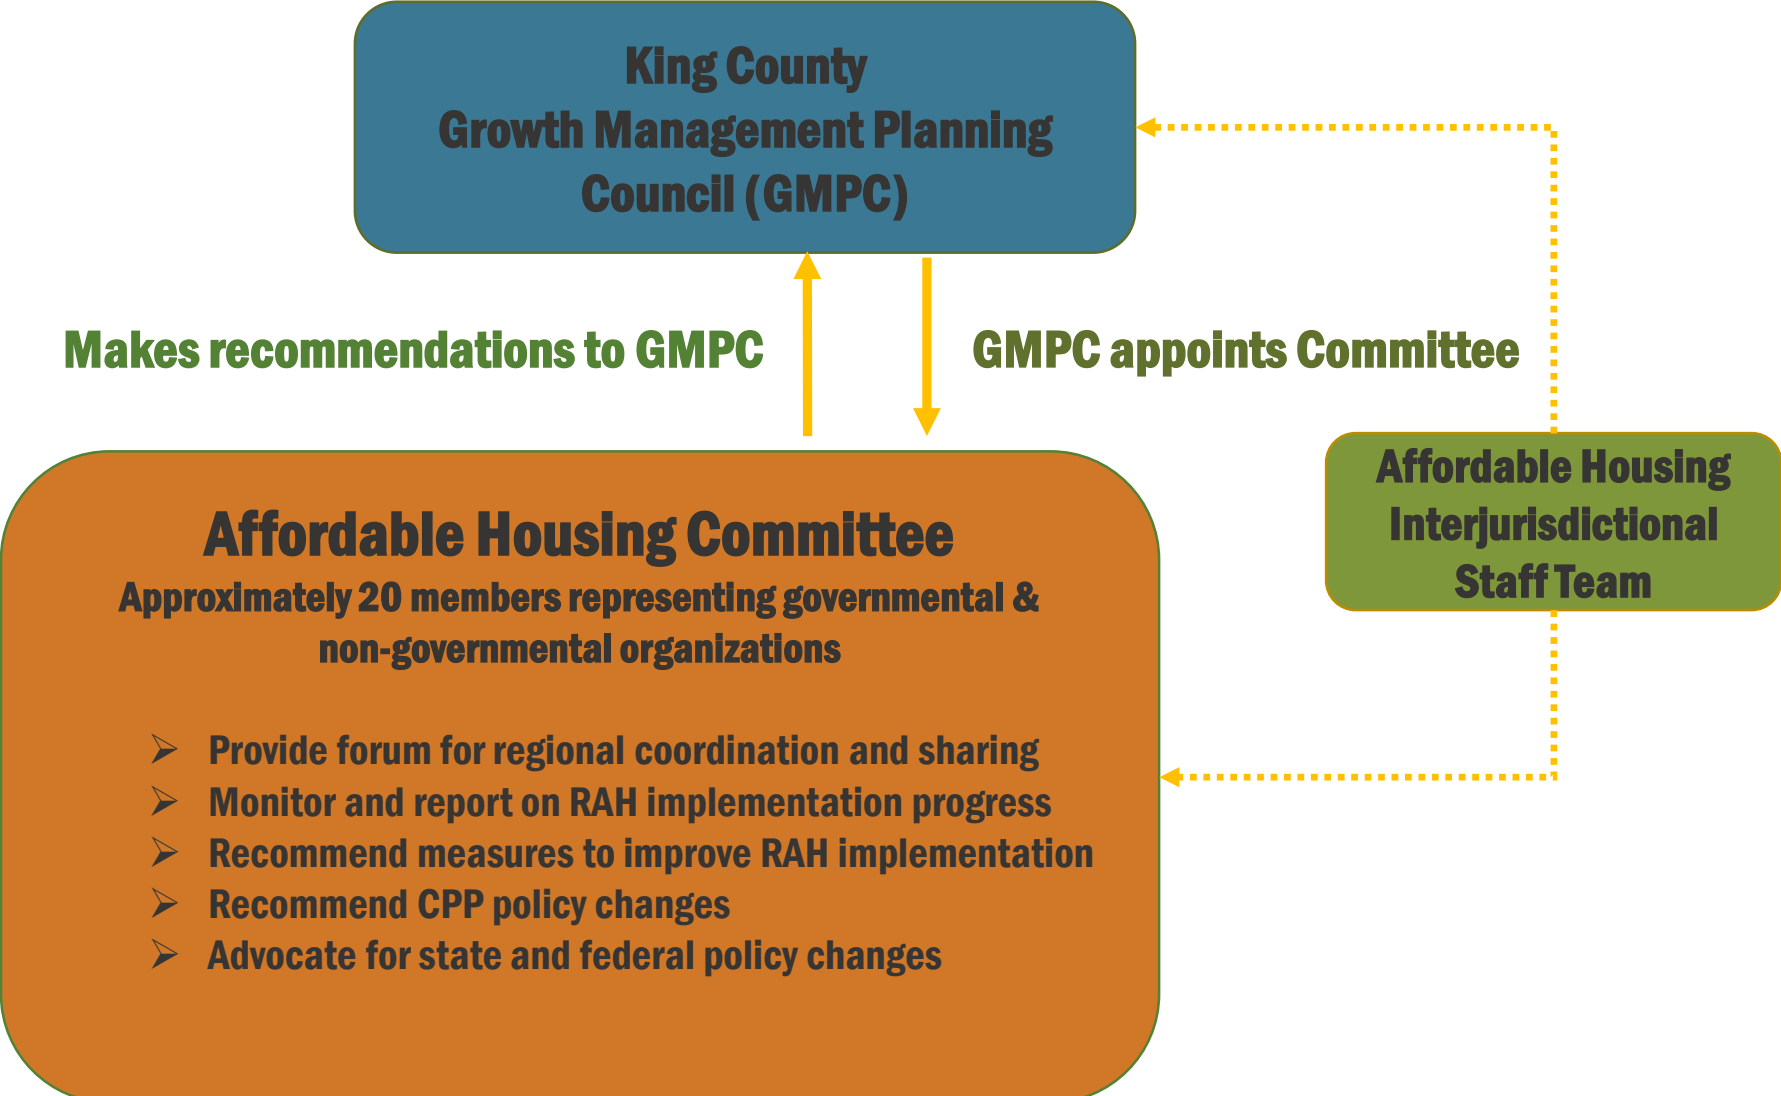 King County
Growth Management Planning
Council (GMPC)
Makes recommendations to GMPC
GMPC appoints Committee
Affordable Housing
Interjurisdictional
Staff Team
Affordable Housing Committee
Approximately 20 members representing governmental &
non-governmental organizations
➢ Provide forum for regional coordination and sharing
➢ Monitor and report on RAH implementation progress
➢ Recommend measures to improve RAH implementation
➢ Recommend CPP policy changes
➢ Advocate for state and federal policy changes